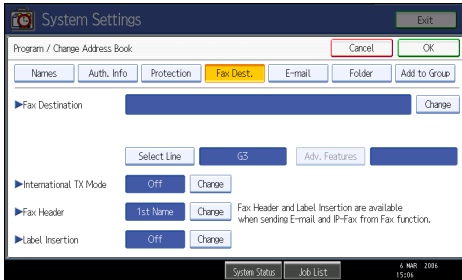 System Settings Exit
Program / Change Address Book Cancel OK
Names Auth. Info Protection Fax Dest. E-mail Folder Add to Group
►Fax Destination Change
Select Line G3 Adv. Features
►International TX Mode Off Change
►Fax Header 1st Name Change Fax Header and Label Insertion are available
when sending E-mail and IP-Fax from Fax function.
►Label Insertion Off Change
System Status Job List 6 MAR 2006
15:06